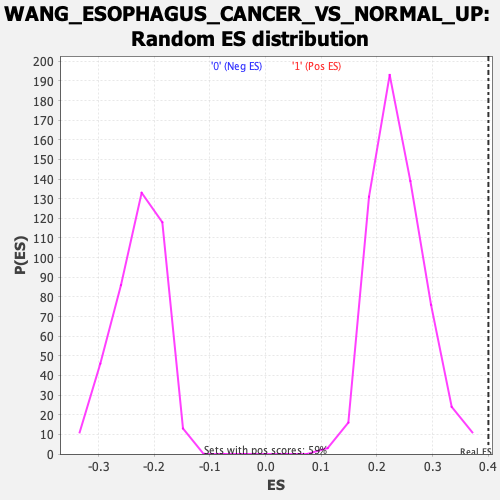 WANG_ESOPHAGUS_CANCER_VS_NORMAL_UP:
Random ES distribution
'0' (Neg ES) '1' (Pos ES)
200
190
180
170
160
150
140
130
120
110
100
90
80
70
60
50
40
30
20
10
0
P(ES)
Sets with pos scores: 59%
Real ES
-0.3 -0.2 -0.1 0.0 0.1 0.2 0.3 0.4
ES